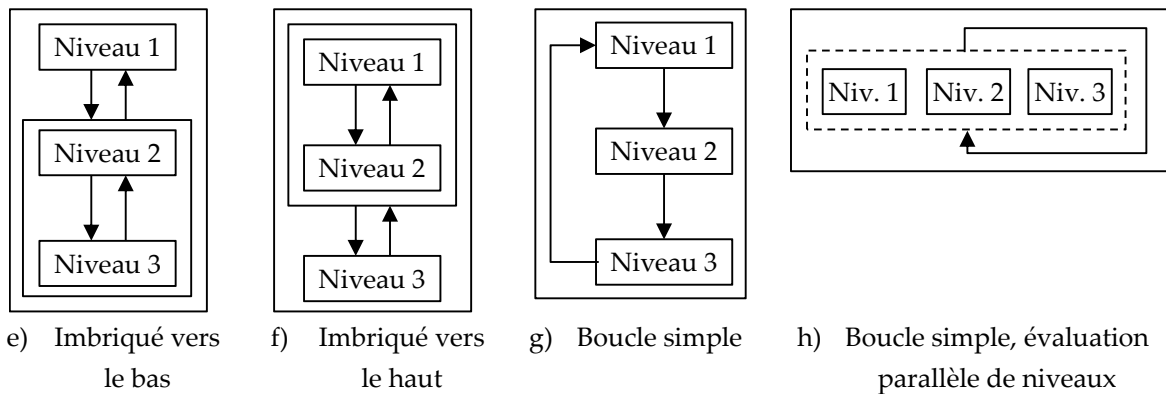 Niveau 1
Niveau 2
Niveau 3
e) Imbriqué vers
le bas
Niveau 1
Niveau 2
Niveau 3
f) Imbriqué vers
le haut
Niveau 1
Niveau 2
Niveau 3
g) Boucle simple
Niv. 1 Niv. 2 Niv. 3
h) Boucle simple, évaluation
parallèle de niveaux